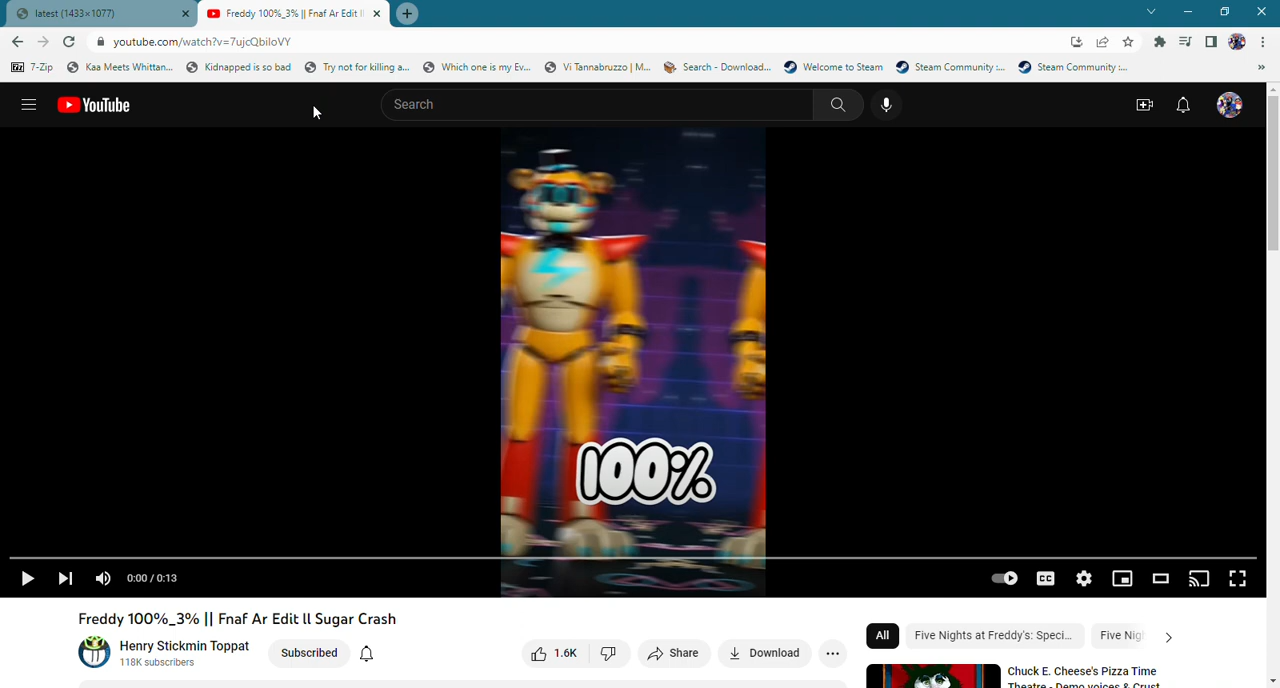 latest (1433×1077)
Freddy 100%_3% || Fnaf Ar Edit l
youtube.com/watch?v=7ujcQbiloVY
7-Zip
Kaa Meets Whittan...
Kidnapped is so bad
Try not for killing a...
Which one is my Ev...
Vi Tannabruzzo | M...
Search - Download...
Welcome to Steam
Steam Community :...
Steam Community :...
YouTube
Search
100%
0:00 / 0:13
CC
Freddy 100%_3% || Fnaf Ar Edit ll Sugar Crash
Henry Stickmin Toppat
118K subscribers
Subscribed
1.6K
Share
Download
All
Five Nights at Freddy's: Speci...
Five Nig
Chuck E. Cheese's Pizza Time
Theatre - Demo voices & Crust